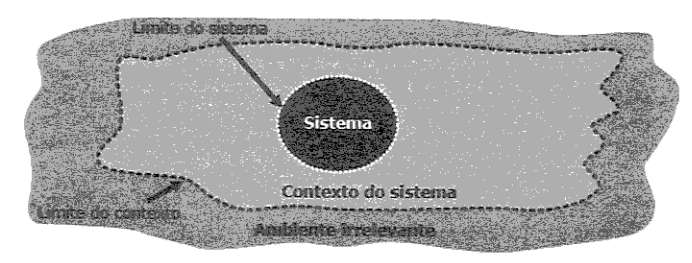 Limite do sistema
Sistema
Contexto do sistema
Limite do contexto
Ambiente irrelevante